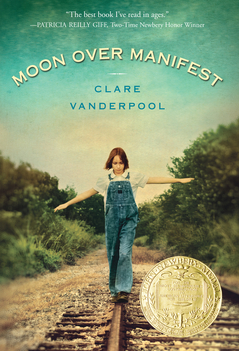 "The best book I've read in ages."
—PATRICIA REILLY GIFF, Two-Time Newbery Honor Winner
MOON OVER MANIFEST
CLARE
VANDERPOOL